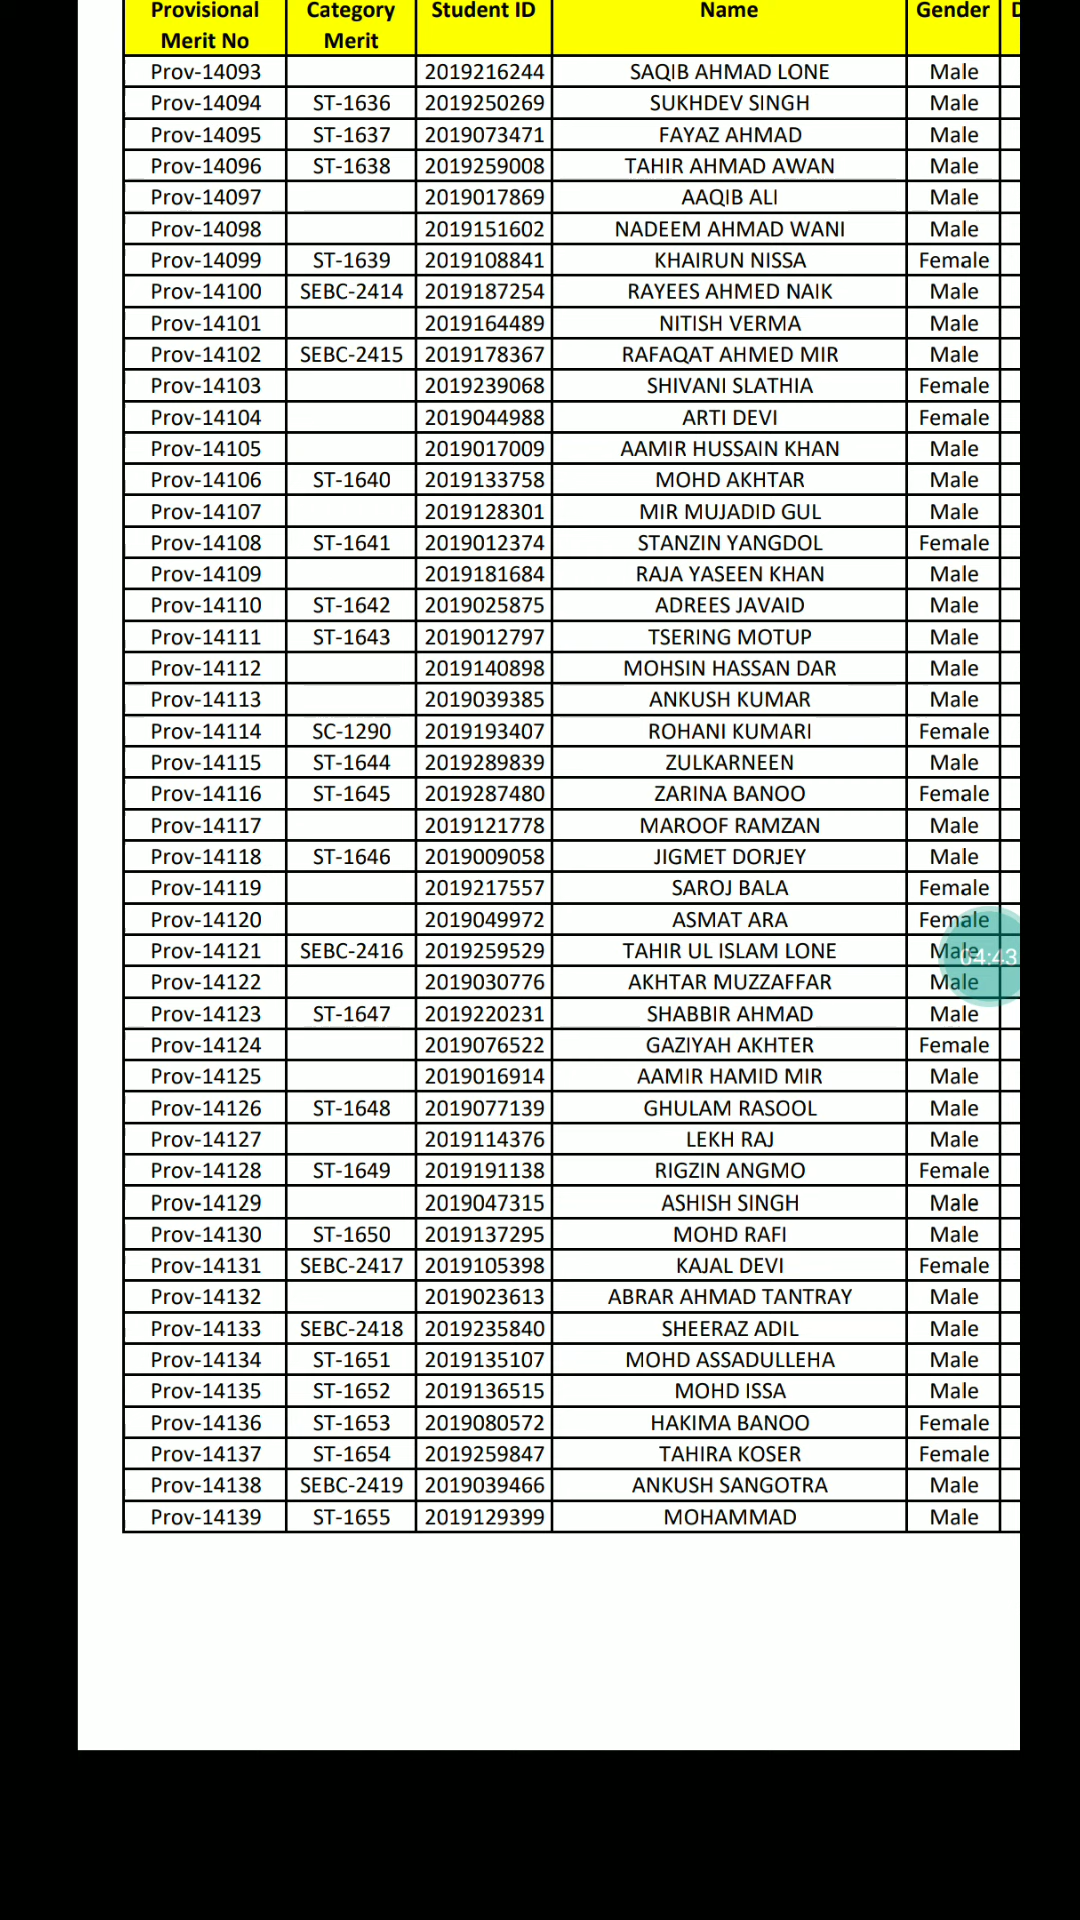 Provisional Merit No Category Merit Student ID Name Gender
Prov-14093 2019216244 SAQIB AHMAD LONE Male
Prov-14094 ST-1636 2019250269 SUKHDEV SINGH Male
Prov-14095 ST-1637 2019073471 FAYAZ AHMAD Male
Prov-14096 ST-1638 2019259008 TAHIR AHMAD AWAN Male
Prov-14097 2019017869 AAQIB ALI Male
Prov-14098 2019151602 NADEEM AHMAD WANI Male
Prov-14099 ST-1639 2019108841 KHAIRUN NISSA Female
Prov-14100 SEBC-2414 2019187254 RAYEES AHMED NAIK Male
Prov-14101 2019164489 NITISH VERMA Male
Prov-14102 SEBC-2415 2019178367 RAFAQAT AHMED MIR Male
Prov-14103 2019239068 SHIVANI SLATHIA Female
Prov-14104 2019044988 ARTI DEVI Female
Prov-14105 2019017009 AAMIR HUSSAIN KHAN Male
Prov-14106 ST-1640 2019133758 MOHD AKHTAR Male
Prov-14107 2019128301 MIR MUJADID GUL Male
Prov-14108 ST-1641 2019012374 STANZIN YANGDOL Female
Prov-14109 2019181684 RAJA YASEEN KHAN Male
Prov-14110 ST-1642 2019025875 ADREES JAVAID Male
Prov-14111 ST-1643 2019012797 TSERING MOTUP Male
Prov-14112 2019140898 MOHSIN HASSAN DAR Male
Prov-14113 2019039385 ANKUSH KUMAR Male
Prov-14114 SC-1290 2019193407 ROHANI KUMARI Female
Prov-14115 ST-1644 2019289839 ZULKARNEEN Male
Prov-14116 ST-1645 2019287480 ZARINA BANOO Female
Prov-14117 2019121778 MAROOF RAMZAN Male
Prov-14118 ST-1646 2019009058 JIGMET DORJEY Male
Prov-14119 2019217557 SAROJ BALA Female
Prov-14120 2019049972 ASMAT ARA Female
Prov-14121 SEBC-2416 2019259529 TAHIR UL ISLAM LONE Male 04:43
Prov-14122 2019030776 AKHTAR MUZZAFFAR Male
Prov-14123 ST-1647 2019220231 SHABBIR AHMAD Male
Prov-14124 2019076522 GAZIYAH AKHTER Female
Prov-14125 2019016914 AAMIR HAMID MIR Male
Prov-14126 ST-1648 2019077139 GHULAM RASOOL Male
Prov-14127 2019114376 LEKH RAJ Male
Prov-14128 ST-1649 2019191138 RIGZIN ANGMO Female
Prov-14129 2019047315 ASHISH SINGH Male
Prov-14130 ST-1650 2019137295 MOHD RAFI Male
Prov-14131 SEBC-2417 2019105398 KAJAL DEVI Female
Prov-14132 2019023613 ABRAR AHMAD TANTRAY Male
Prov-14133 SEBC-2418 2019235840 SHEERAZ ADIL Male
Prov-14134 ST-1651 2019135107 MOHD ASSADULLEHA Male
Prov-14135 ST-1652 2019136515 MOHD ISSA Male
Prov-14136 ST-1653 2019080572 HAKIMA BANOO Female
Prov-14137 ST-1654 2019259847 TAHIRA KOSER Female
Prov-14138 SEBC-2419 2019039466 ANKUSH SANGOTRA Male
Prov-14139 ST-1655 2019129399 MOHAMMAD Male